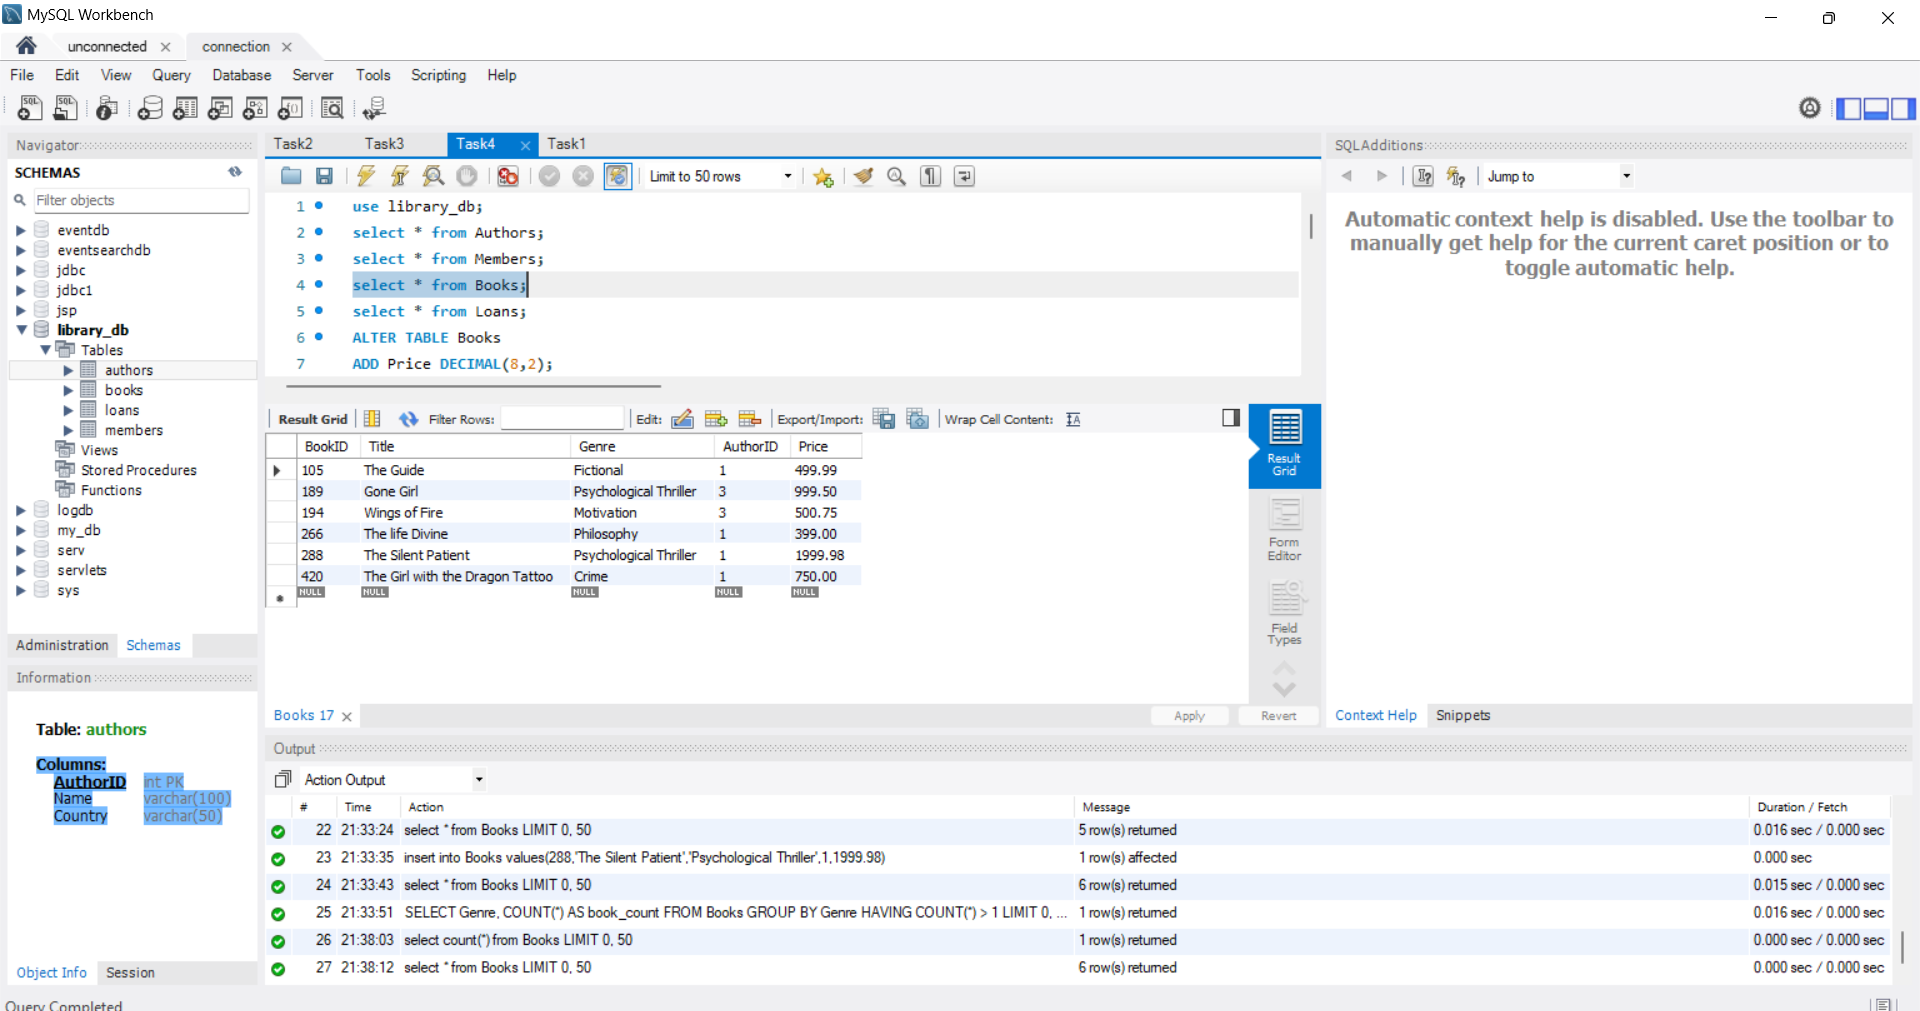 MySQL Workbench
unconnected
connection
File Edit View Query Database Server Tools Scripting Help
Navigator
SCHEMAS
Filter objects
eventdb
eventsearchdb
jdbc
jdbc1
jsp
library_db
Tables
authors
books
loans
members
Views
Stored Procedures
Functions
logdb
my_db
serv
servlets
sys
Administration Schemas
Information
Table: authors
Columns:
AuthorID int PK
Name varchar(100)
Country varchar(50)
Object Info Session
Query Completed
Task2 Task3 Task4 Task1
Limit to 50 rows
1 use library_db;
2 select * from Authors;
3 select * from Members;
4 select * from Books;
5 select * from Loans;
6 ALTER TABLE Books
7 ADD Price DECIMAL(8,2);
Result Grid Filter Rows: Edit: Export/Import: Wrap Cell Content:
BookID Title Genre AuthorID Price
105 The Guide Fictional 1 499.99
189 Gone Girl Psychological Thriller 3 999.50
194 Wings of Fire Motivation 3 500.75
266 The life Divine Philosophy 1 399.00
288 The Silent Patient Psychological Thriller 1 1999.98
420 The Girl with the Dragon Tattoo Crime 1 750.00
NULL NULL NULL NULL NULL
Result
Grid
Form
Editor
Field
Types
Books 17 Apply Revert
SQLAdditions
Jump to
Automatic context help is disabled. Use the toolbar to
manually get help for the current caret position or to
toggle automatic help.
Context Help Snippets
Output
Action Output
# Time Action Message Duration / Fetch
22 21:33:24 select * from Books LIMIT 0, 50 5 row(s) returned 0.016 sec / 0.000 sec
23 21:33:35 insert into Books values(288,'The Silent Patient','Psychological Thriller',1,1999.98) 1 row(s) affected 0.000 sec
24 21:33:43 select * from Books LIMIT 0, 50 6 row(s) returned 0.015 sec / 0.000 sec
25 21:33:51 SELECT Genre, COUNT(*) AS book_count FROM Books GROUP BY Genre HAVING COUNT(*) > 1 LIMIT 0, ... 1 row(s) returned 0.016 sec / 0.000 sec
26 21:38:03 select count(*) from Books LIMIT 0, 50 1 row(s) returned 0.000 sec / 0.000 sec
27 21:38:12 select * from Books LIMIT 0, 50 6 row(s) returned 0.000 sec / 0.000 sec